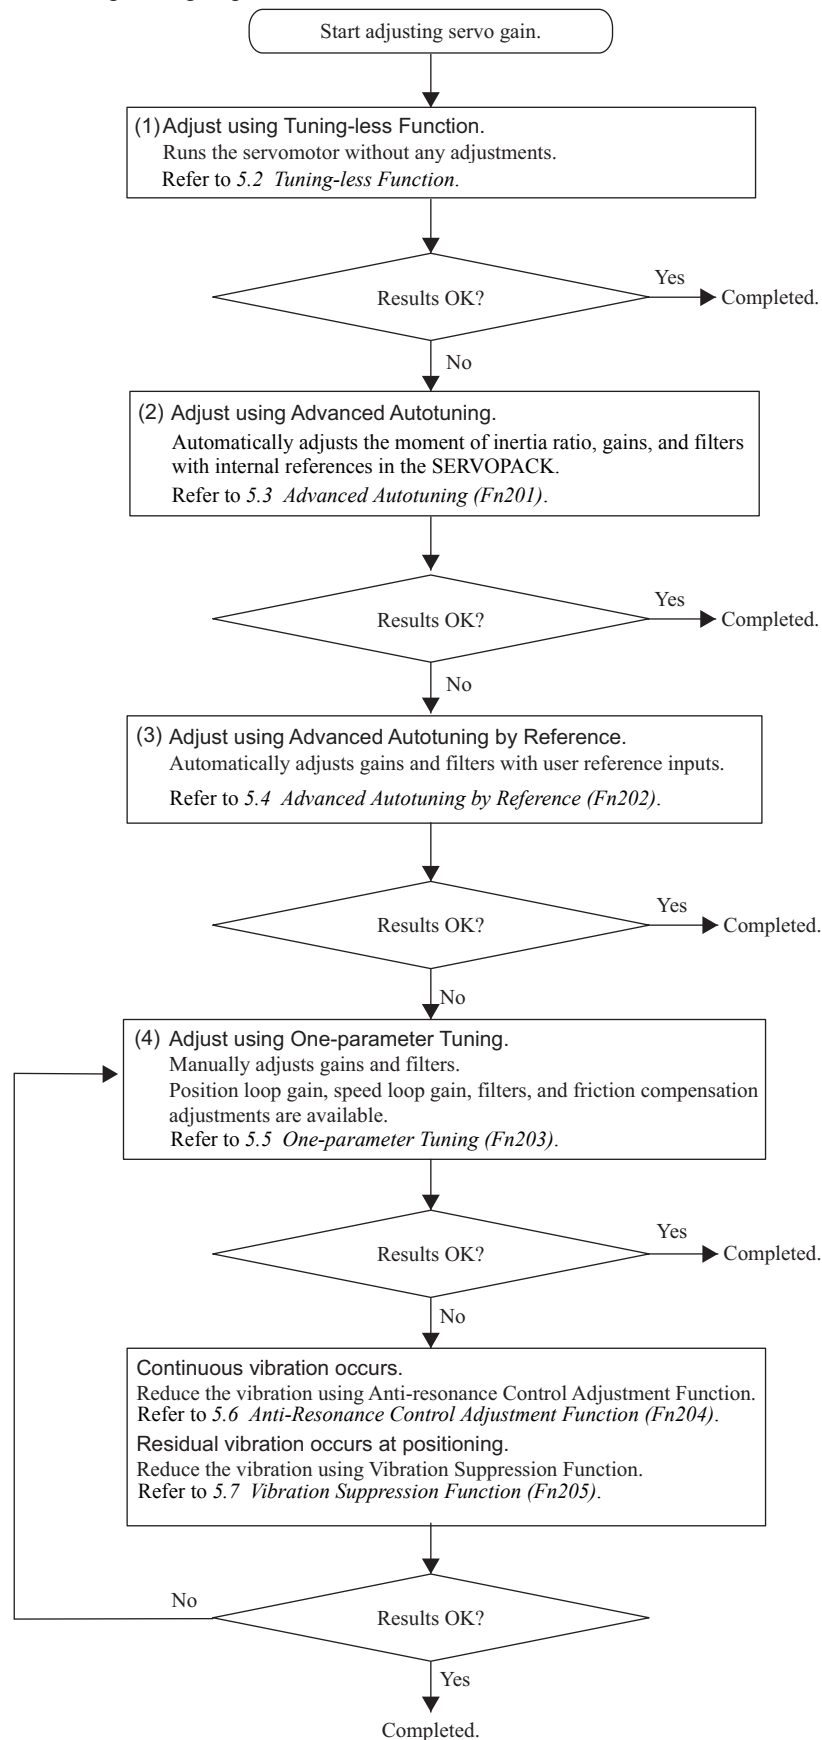 Start adjusting servo gain.
(1) Adjust using Tuning-less Function.
Runs the servomotor without any adjustments.
Refer to 5.2 Tuning-less Function.
Results OK?
Yes
Completed.
No
(2) Adjust using Advanced Autotuning.
Automatically adjusts the moment of inertia ratio, gains, and filters
with internal references in the SERVOPACK.
Refer to 5.3 Advanced Autotuning (Fn201).
Results OK?
Yes
Completed.
No
(3) Adjust using Advanced Autotuning by Reference.
Automatically adjusts gains and filters with user reference inputs.
Refer to 5.4 Advanced Autotuning by Reference (Fn202).
Results OK?
Yes
Completed.
No
(4) Adjust using One-parameter Tuning.
Manually adjusts gains and filters.
Position loop gain, speed loop gain, filters, and friction compensation
adjustments are available.
Refer to 5.5 One-parameter Tuning (Fn203).
Results OK?
Yes
Completed.
No
Continuous vibration occurs.
Reduce the vibration using Anti-resonance Control Adjustment Function.
Refer to 5.6 Anti-Resonance Control Adjustment Function (Fn204).
Residual vibration occurs at positioning.
Reduce the vibration using Vibration Suppression Function.
Refer to 5.7 Vibration Suppression Function (Fn205).
No
Results OK?
Yes
Completed.